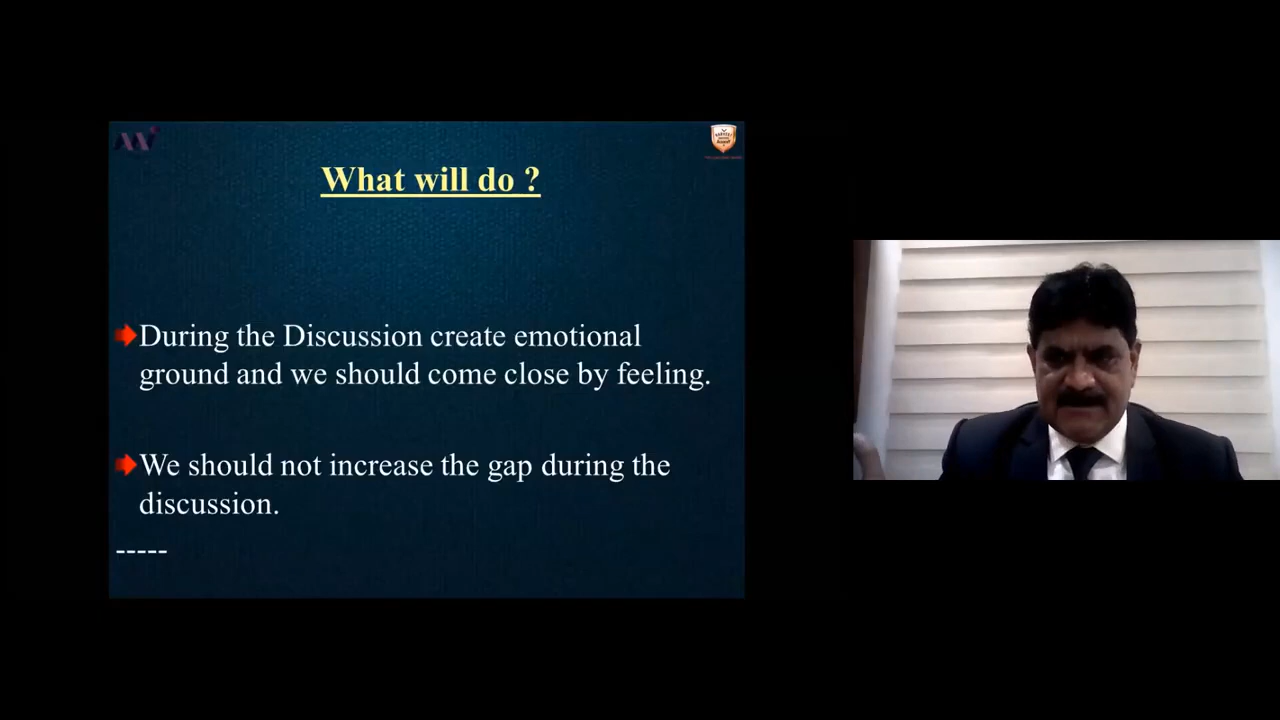 What will do ?
During the Discussion create emotional
ground and we should come close by feeling.
We should not increase the gap during the
discussion.
-----